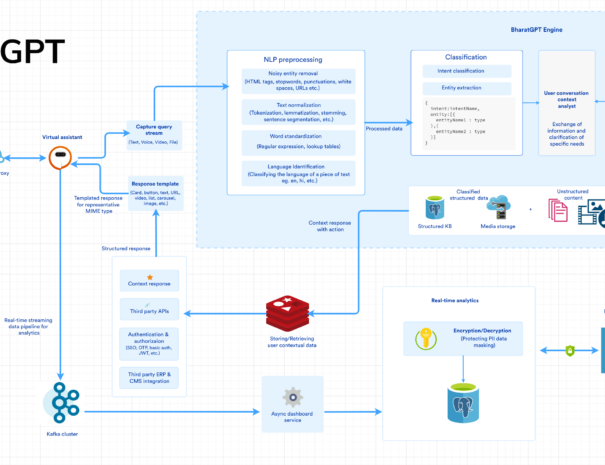 GPT
BharatGPT Engine
NLP preprocessing
Noisy entity removal
(HTML tags, stopwords, punctuations, white
spaces, URLs etc.)
Text normalization
(Tokenization, lemmatization, stemming,
sentence segmentation, etc.)
Word standardization
(Regular expression, lookup tables)
Language identification
(Classifying the language of a piece of text
eg. en, hi, etc.)
Processed data
Classification
Intent classification
Entity extraction
{
intent:intentName,
entity:[{
entityName1 : type
},{
entityName2 : type
}]
}
User conversation
context
analyst
Exchange of
information and
clarification of
specific needs
Virtual assistant
Capture query
stream
(Text, Voice, Video, File)
oxy
Response template
(Card, button, text, URL,
video, list, carousel,
image, etc.)
Templated response
for representative
MIME type
Structured response
Context response
with action
Classified
structured data
Unstructured
content
Structured KB
Media storage
+
Context response
Third party APIs
Authentication &
authorization
(SSO, OTP, basic auth,
JWT, etc.)
Third party ERP &
CMS integration
Storing/Retrieving
user contextual data
Real-time analytics
Encryption/Decryption
(Protecting PII data
masking)
Real-time streaming
data pipeline for
analytics
Kafka cluster
Async dashboard
service